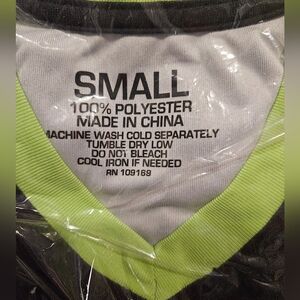 SMALL
100% POLYESTER
MADE IN CHINA
MACHINE WASH COLD SEPARATELY
TUMBLE DRY LOW
DO NOT BLEACH
COOL IRON IF NEEDED
RN 109169